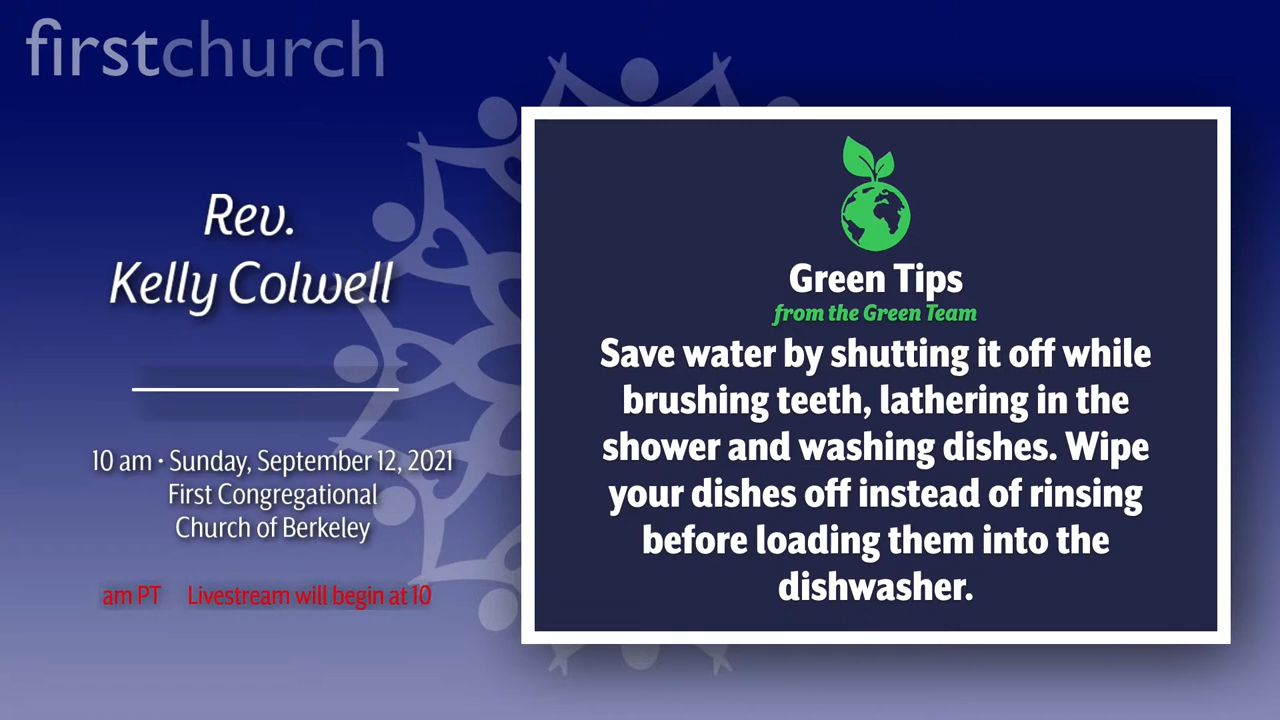 firstchurch
Rev.
Kelly Colwell
10 am · Sunday, September 12, 2021
First Congregational
Church of Berkeley
am PT Livestream will begin at 10
Green Tips
from the Green Team
Save water by shutting it off while
brushing teeth, lathering in the
shower and washing dishes. Wipe
your dishes off instead of rinsing
before loading them into the
dishwasher.